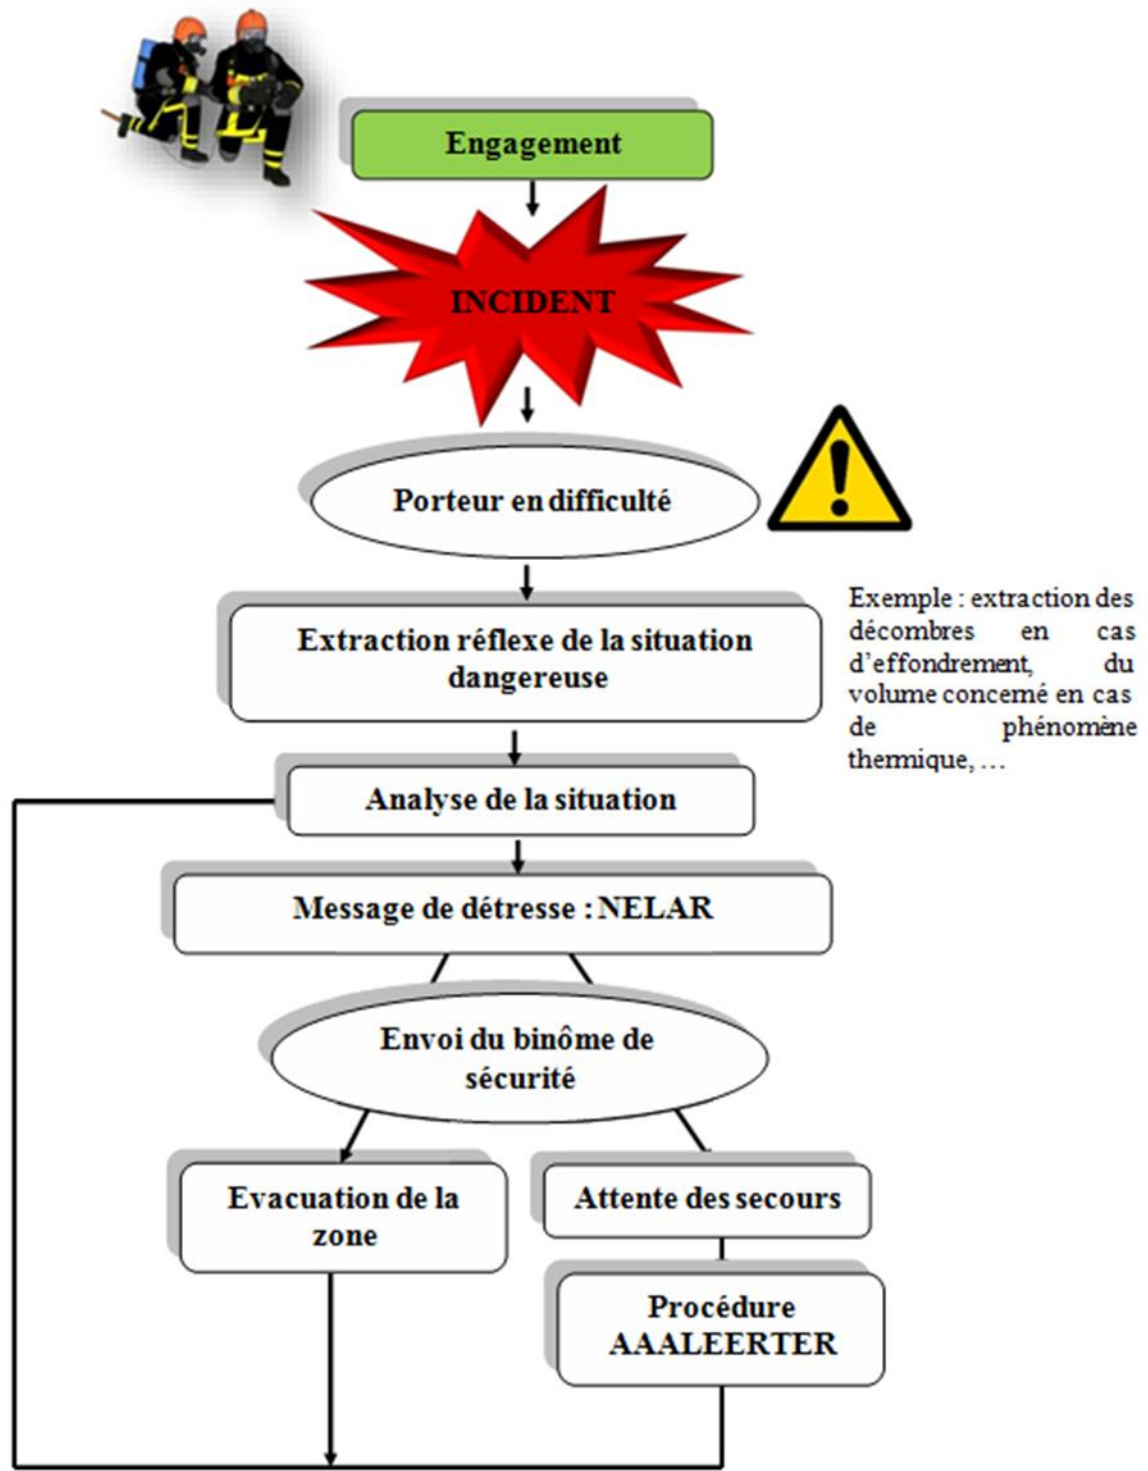 Engagement
INCIDENT
Porteur en difficulté
Extraction réflexe de la situation
dangereuse
Exemple : extraction des
décombres en cas
d'effondrement, du
volume concerné en cas
de phénomène
thermique, …
Analyse de la situation
Message de détresse : NELAR
Envoi du binôme de
sécurité
Evacuation de la
zone
Attente des secours
Procédure
AAALEERTER